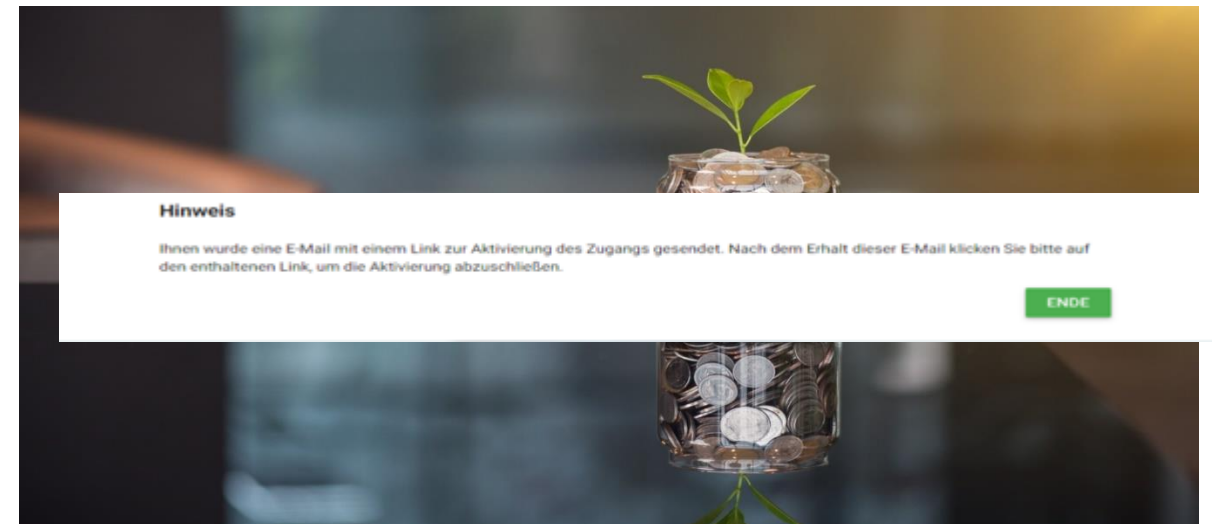 Hinweis
Ihnen wurde eine E-Mail mit einem Link zur Aktivierung des Zugangs gesendet. Nach dem Erhalt dieser E-Mail klicken Sie bitte auf
den enthaltenen Link, um die Aktivierung abzuschließen.
ENDE